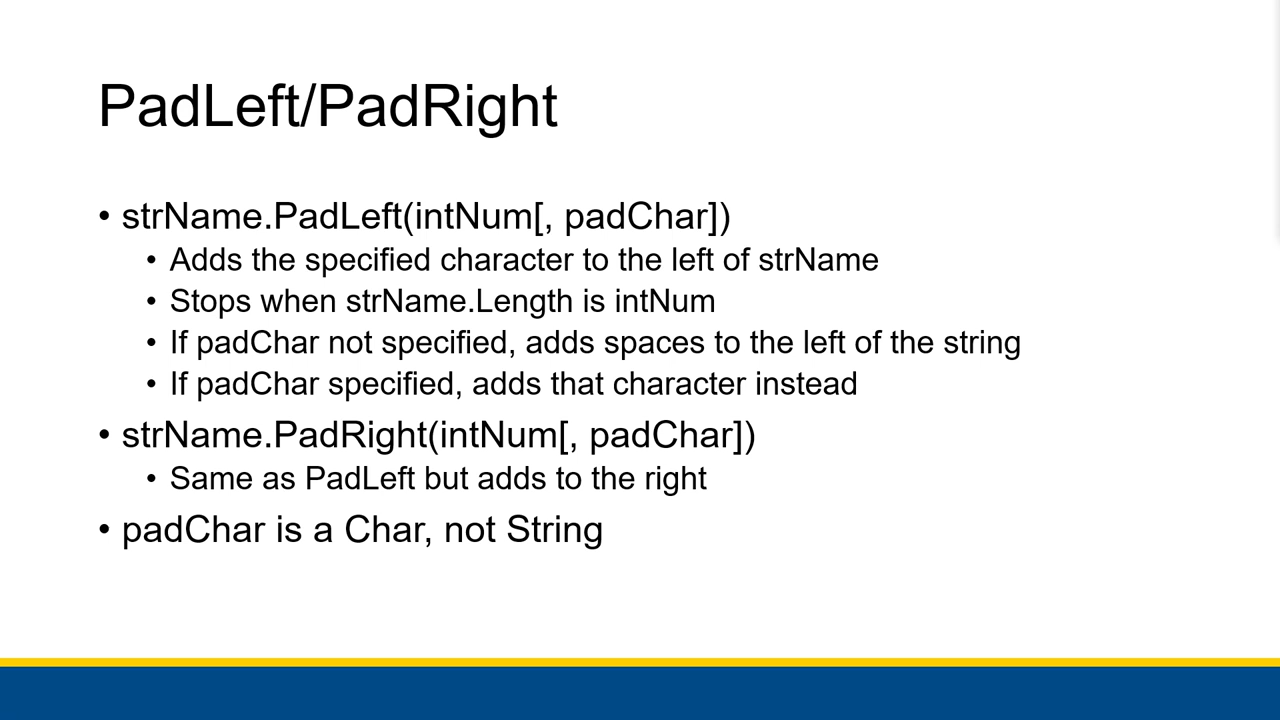 PadLeft/PadRight
• strName.PadLeft(intNum[, padChar])
• Adds the specified character to the left of strName
• Stops when strName.Length is intNum
• If padChar not specified, adds spaces to the left of the string
• If padChar specified, adds that character instead
• strName.PadRight(intNum[, padChar])
• Same as PadLeft but adds to the right
• padChar is a Char, not String